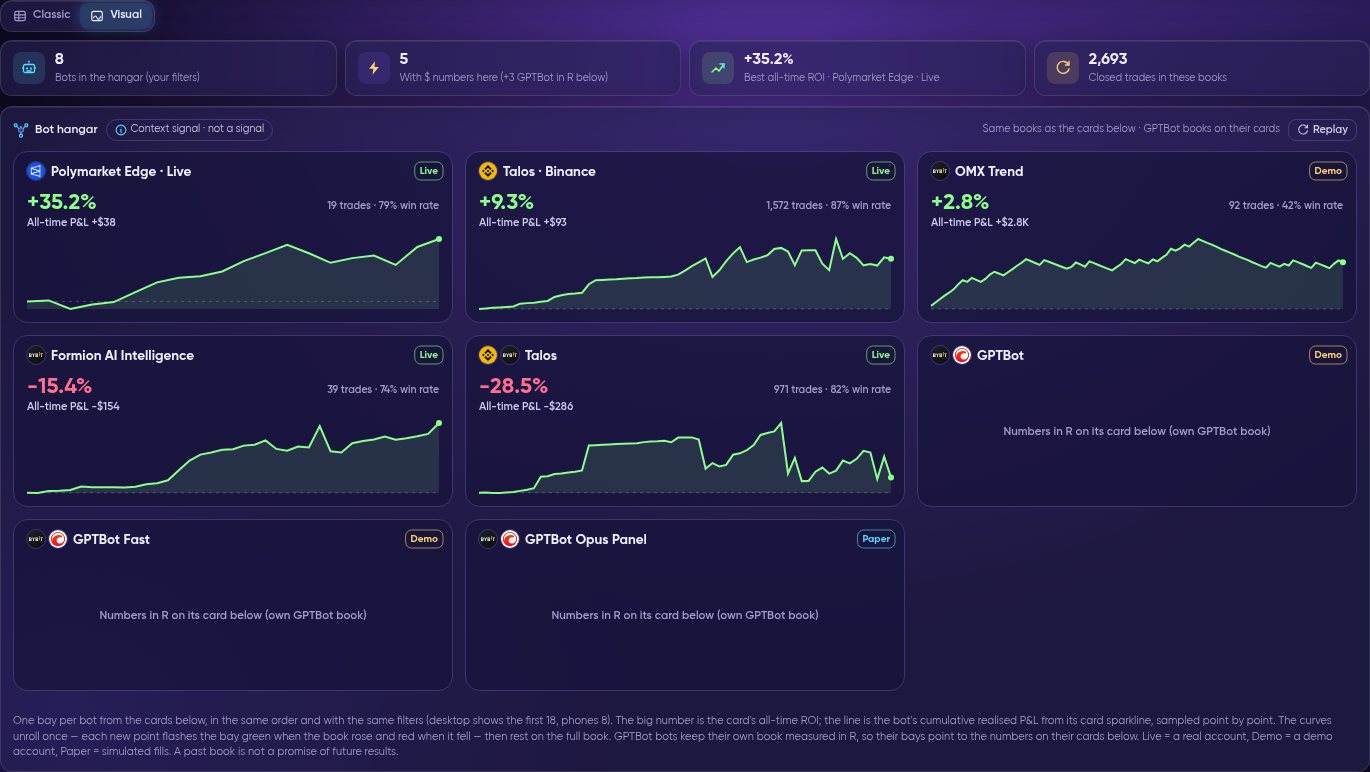 Classic
Visual
8
Bots in the hangar (your filters)
5
With $ numbers here (+3 GPTBot in R below)
+35.2%
Best all-time ROI · Polymarket Edge · Live
2,693
Closed trades in these books
Bot hangar
Context signal · not a signal
Same books as the cards below · GPTBot books on their cards
Replay
Polymarket Edge · Live
Live
+35.2%
19 trades · 79% win rate
All-time P&L +$38
Talos · Binance
Live
+9.3%
1,572 trades · 87% win rate
All-time P&L +$93
BYBIT
OMX Trend
Demo
+2.8%
92 trades · 42% win rate
All-time P&L +$2.8K
BYBIT
Formion AI Intelligence
Live
-15.4%
39 trades · 74% win rate
All-time P&L -$154
BYBIT
Talos
Live
-28.5%
971 trades · 82% win rate
All-time P&L -$286
BYBIT
GPTBot
Demo
Numbers in R on its card below (own GPTBot book)
BYBIT
GPTBot Fast
Demo
Numbers in R on its card below (own GPTBot book)
BYBIT
GPTBot Opus Panel
Paper
Numbers in R on its card below (own GPTBot book)
One bay per bot from the cards below, in the same order and with the same filters (desktop shows the first 18, phones 8). The big number is the card's all-time ROI; the line is the bot's cumulative realised P&L from its card sparkline, sampled point by point. The curves
unroll once — each new point flashes the bay green when the book rose and red when it fell — then rest on the full book. GPTBot bots keep their own book measured in R, so their bays point to the numbers on their cards below. Live = a real account, Demo = a demo
account, Paper = simulated fills. A past book is not a promise of future results.